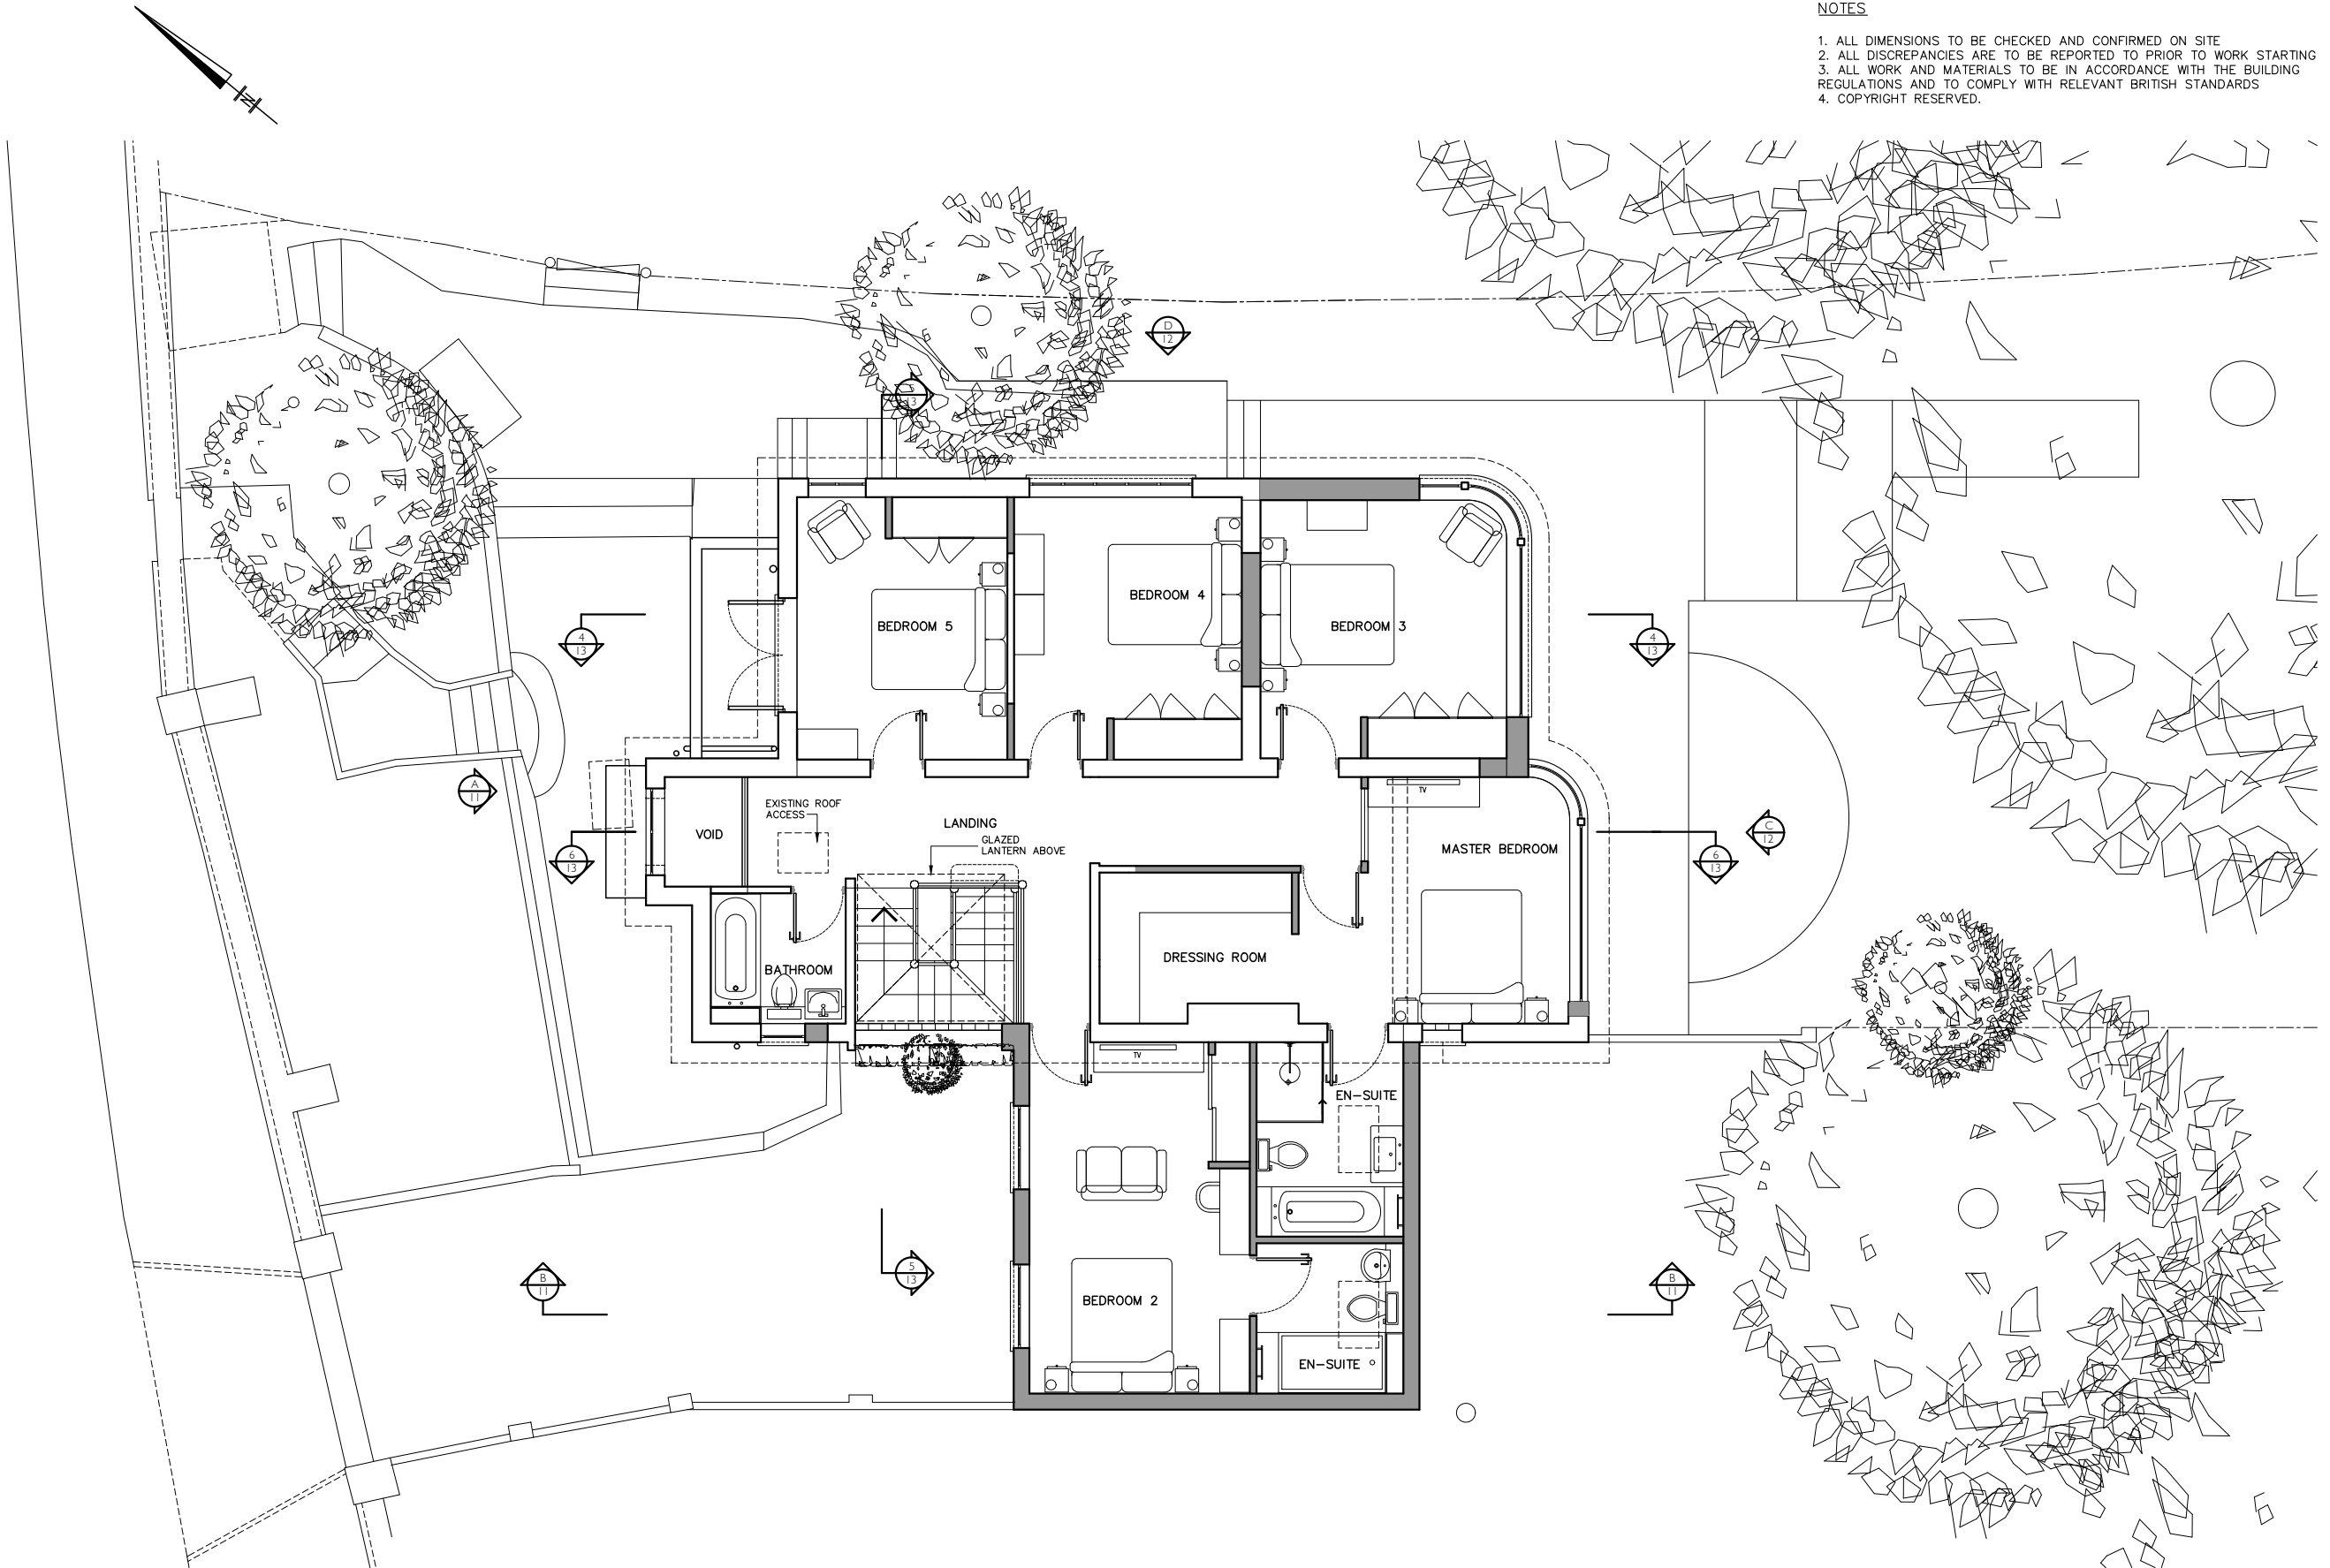 NOTES
1. ALL DIMENSIONS TO BE CHECKED AND CONFIRMED ON SITE
2. ALL DISCREPANCIES ARE TO BE REPORTED TO PRIOR TO WORK STARTING
3. ALL WORK AND MATERIALS TO BE IN ACCORDANCE WITH THE BUILDING
REGULATIONS AND TO COMPLY WITH RELEVANT BRITISH STANDARDS
4. COPYRIGHT RESERVED.
N
D
12
5
13
BEDROOM 4
BEDROOM 5
BEDROOM 3
4
13
4
13
A
11
TV
EXISTING ROOF
ACCESS
VOID
LANDING
GLAZED
LANTERN ABOVE
MASTER BEDROOM
C
12
6
13
6
13
DRESSING ROOM
BATHROOM
TV
EN-SUITE
B
11
5
13
B
11
BEDROOM 2
EN-SUITE